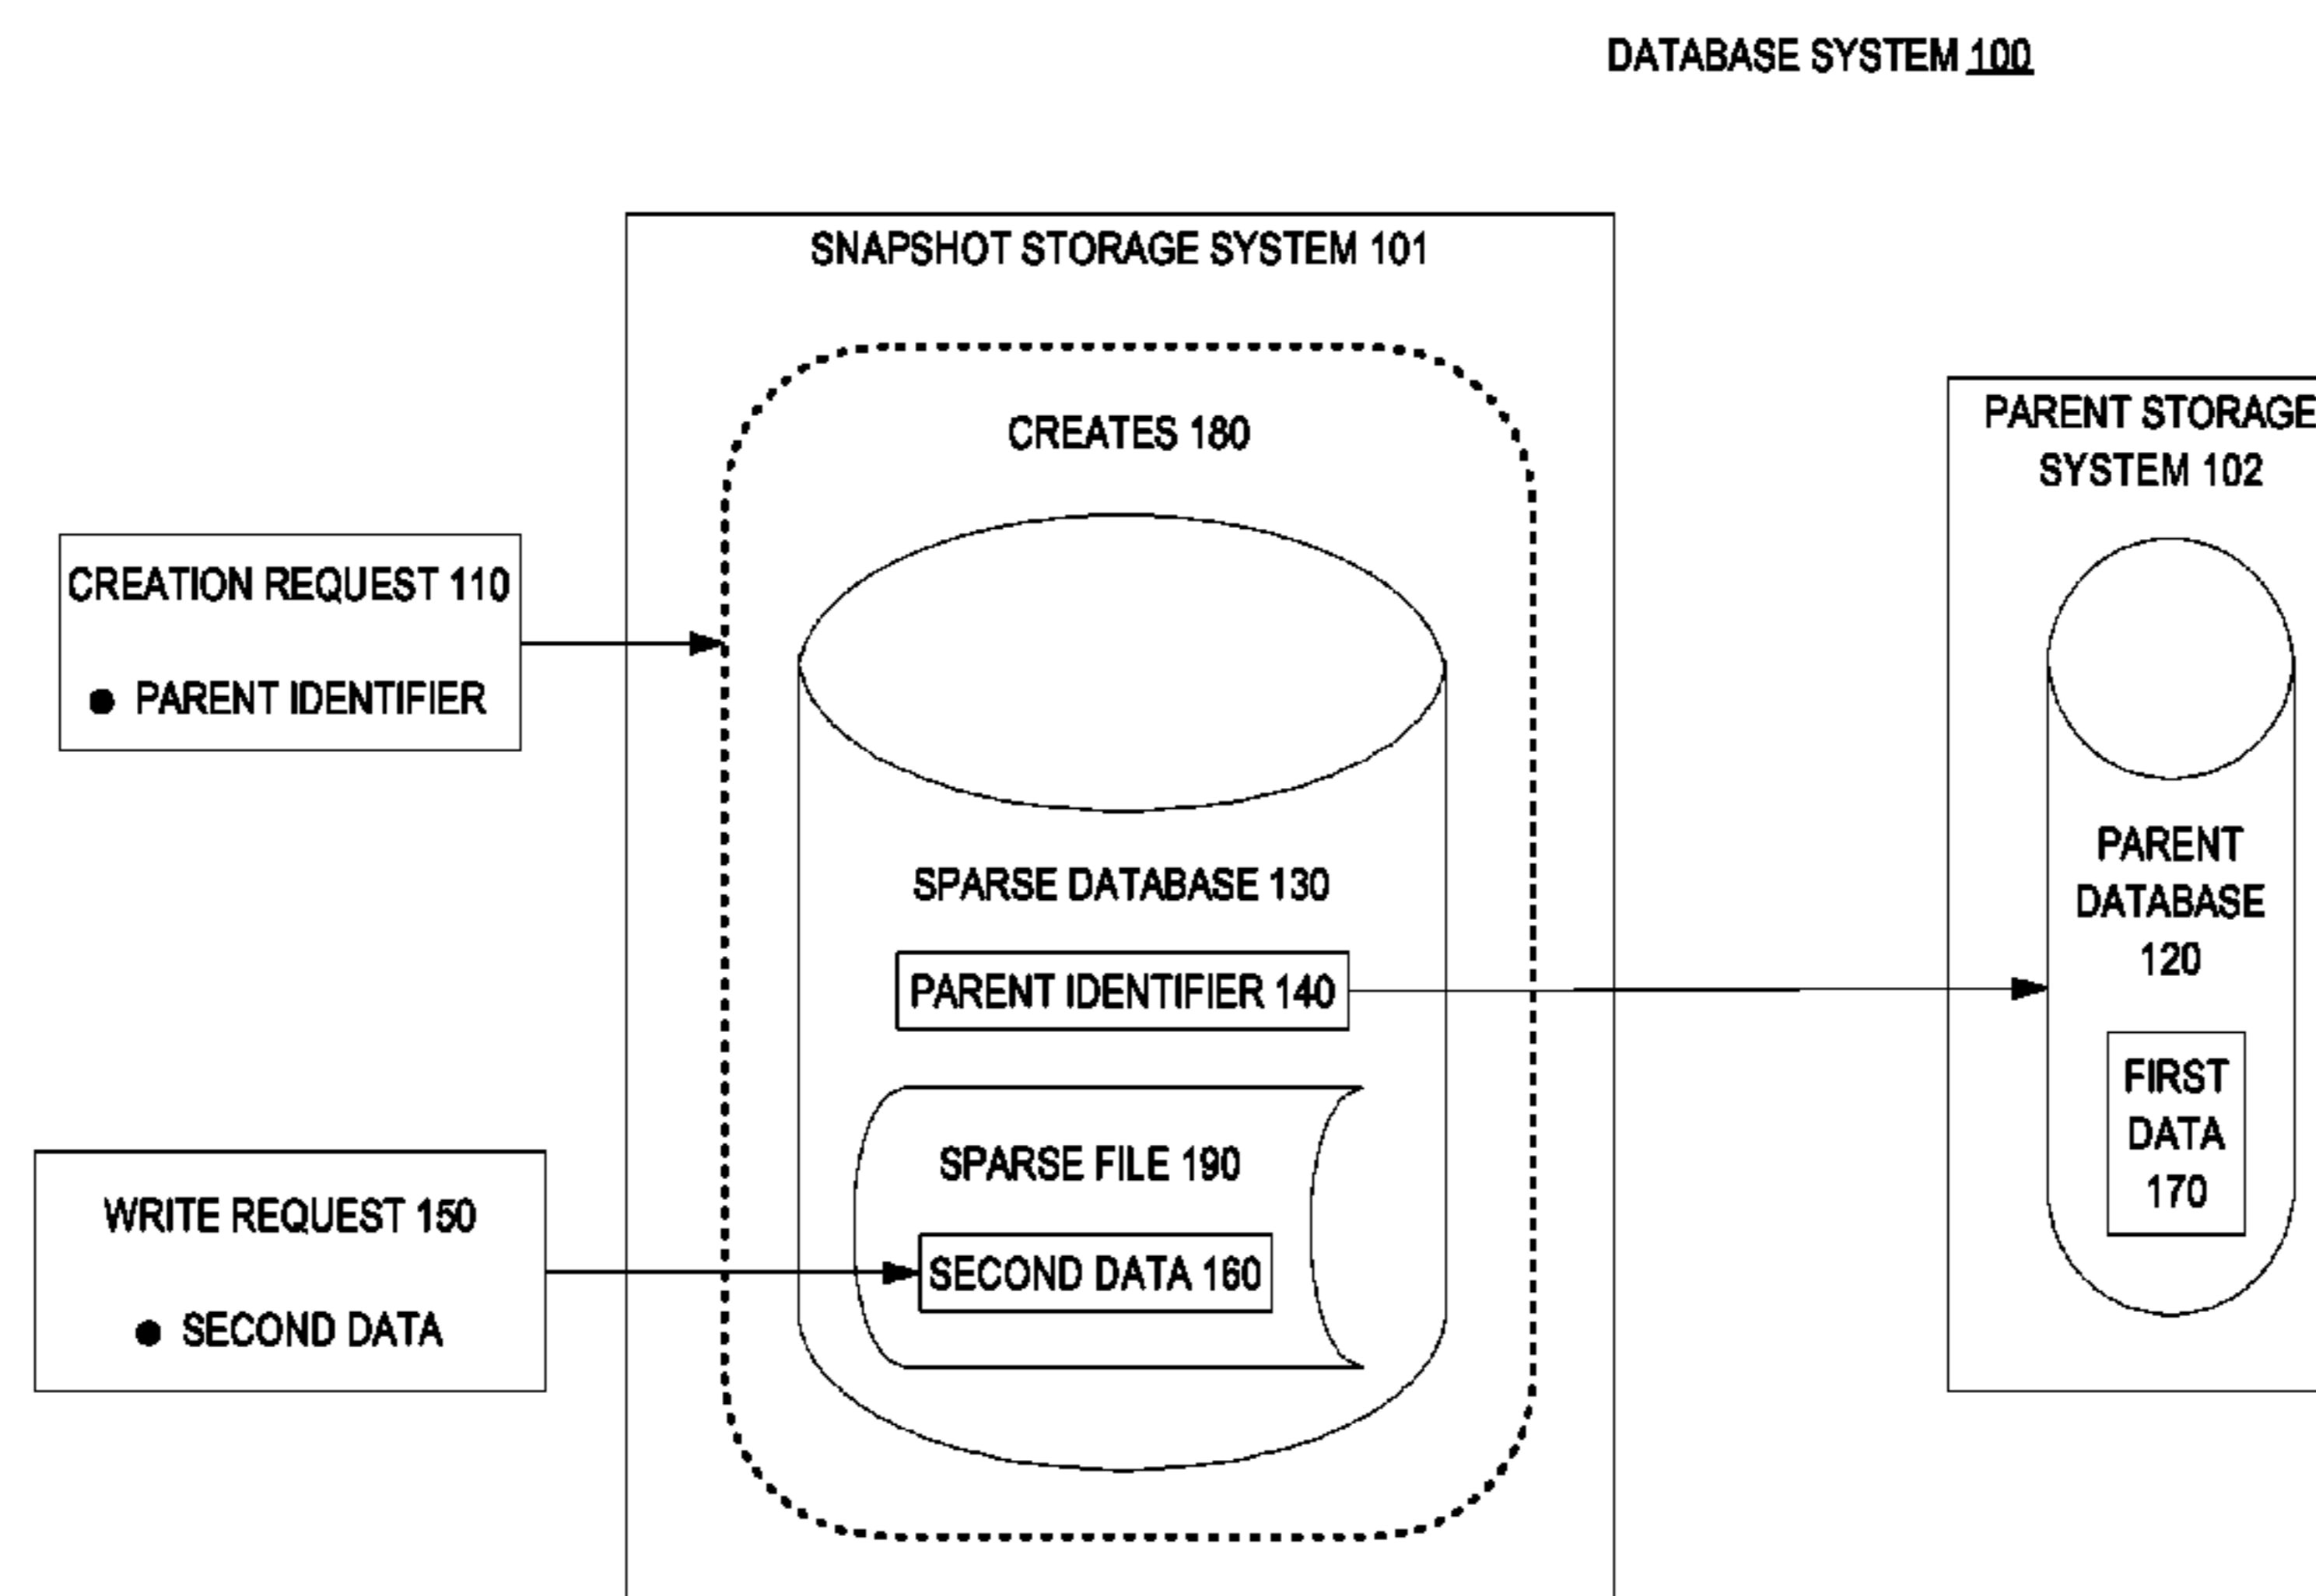 DATABASE SYSTEM 100
SNAPSHOT STORAGE SYSTEM 101
CREATES 180
PARENT STORAGE
SYSTEM 102
CREATION REQUEST 110
● PARENT IDENTIFIER
SPARSE DATABASE 130
PARENT IDENTIFIER 140
PARENT
DATABASE
120
FIRST
DATA
170
SPARSE FILE 190
SECOND DATA 160
WRITE REQUEST 150
● SECOND DATA